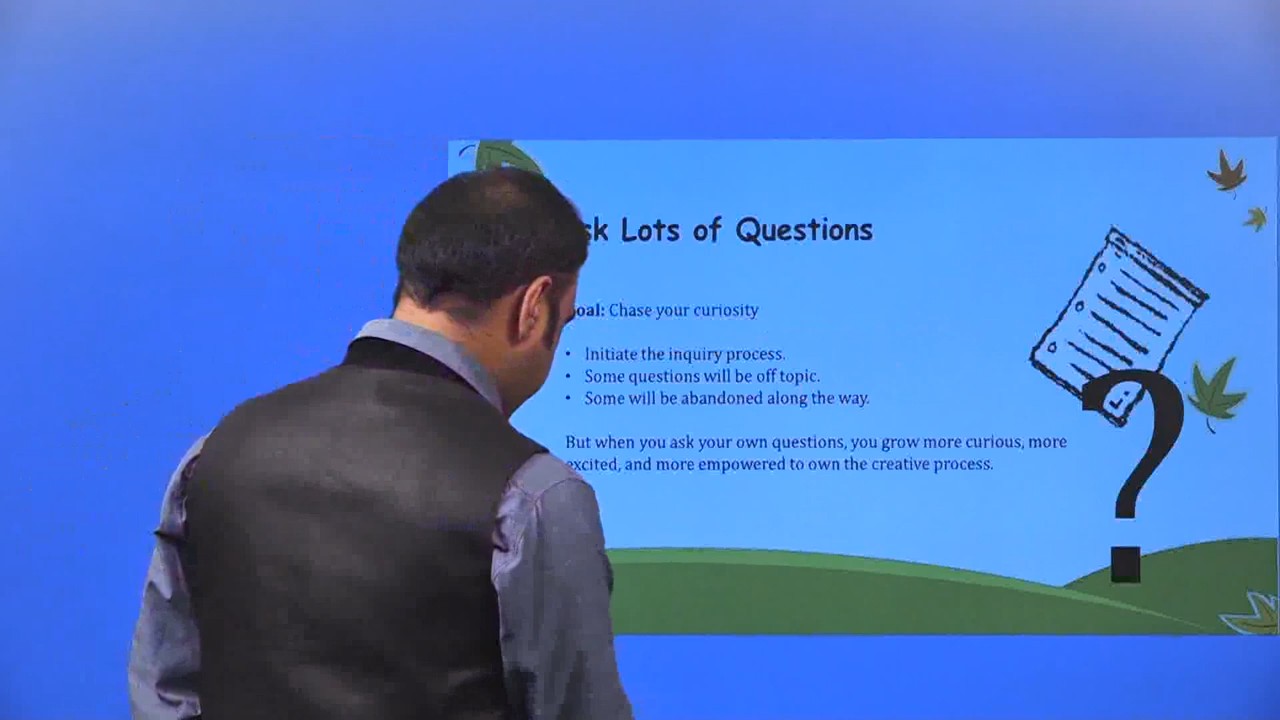 sk Lots of Questions
oal: Chase your curiosity
• Initiate the inquiry process.
• Some questions will be off topic.
• Some will be abandoned along the way.
But when you ask your own questions, you grow more curious, more
excited, and more empowered to own the creative process.
?